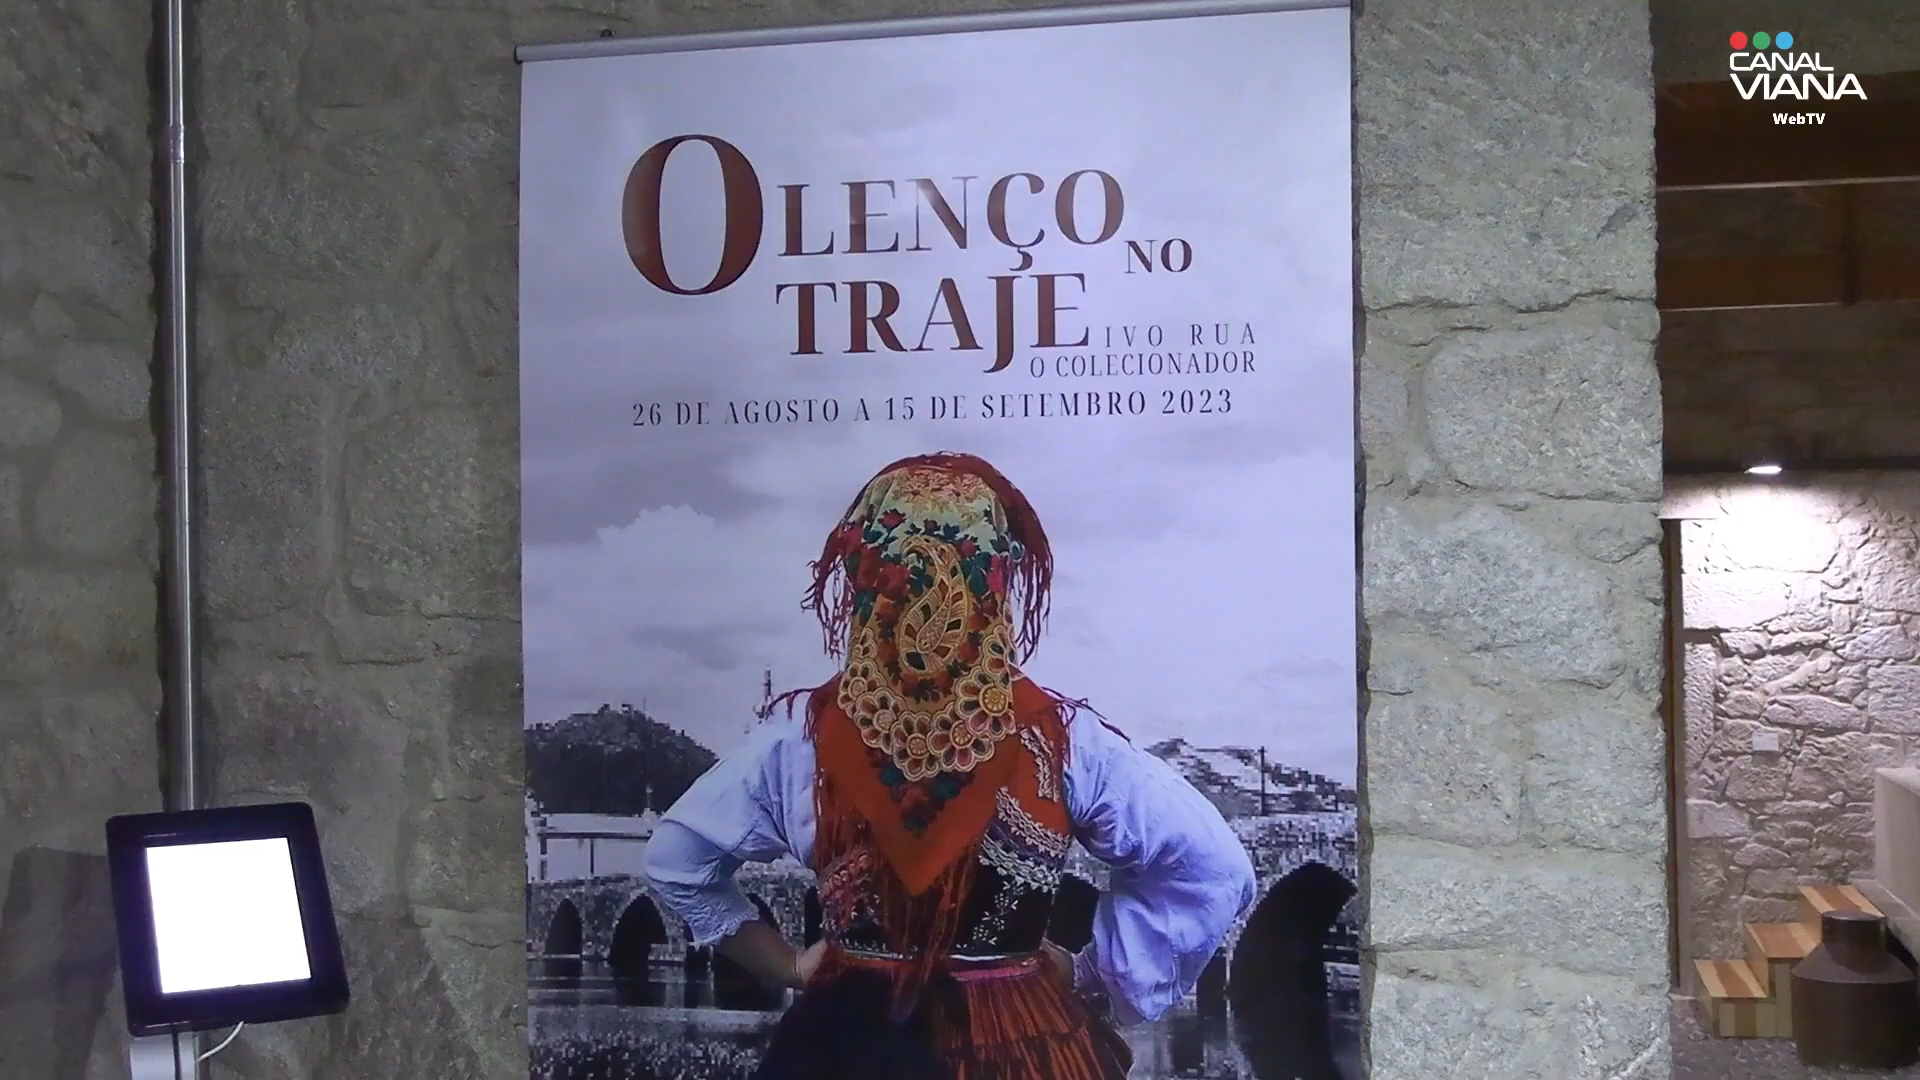 O LENÇO NO
TRAJE
IVO RUA
O COLECIONADOR
26 DE AGOSTO A 15 DE SETEMBRO 2023
CANAL
VIANA
WebTV